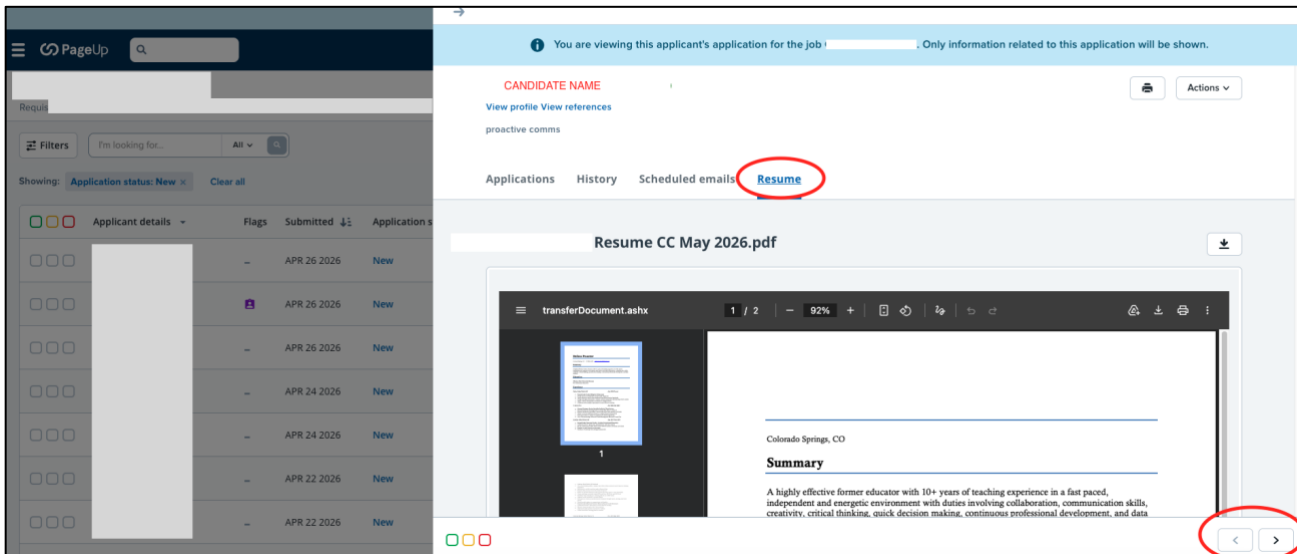 You are viewing this applicant's application for the job . Only information related to this application will be shown.
PageUp
CANDIDATE NAME
Actions
View profile View references
Requis
proactive comms
Filters
I'm looking for...
All
Showing:
Application status: New ×
Clear all
Applications
History
Scheduled emails
Resume
Applicant details
Flags
Submitted
Application s
Resume CC May 2026.pdf
– APR 26 2026 New
APR 26 2026 New
– APR 26 2026 New
– APR 24 2026 New
– APR 24 2026 New
– APR 22 2026 New
– APR 22 2026 New
transferDocument.ashx
1 / 2
92%
1
Colorado Springs, CO
Summary
A highly effective former educator with 10+ years of teaching experience in a fast paced,
independent and energetic environment with duties involving collaboration, communication skills,
creativity, critical thinking, quick decision making, continuous professional development, and data